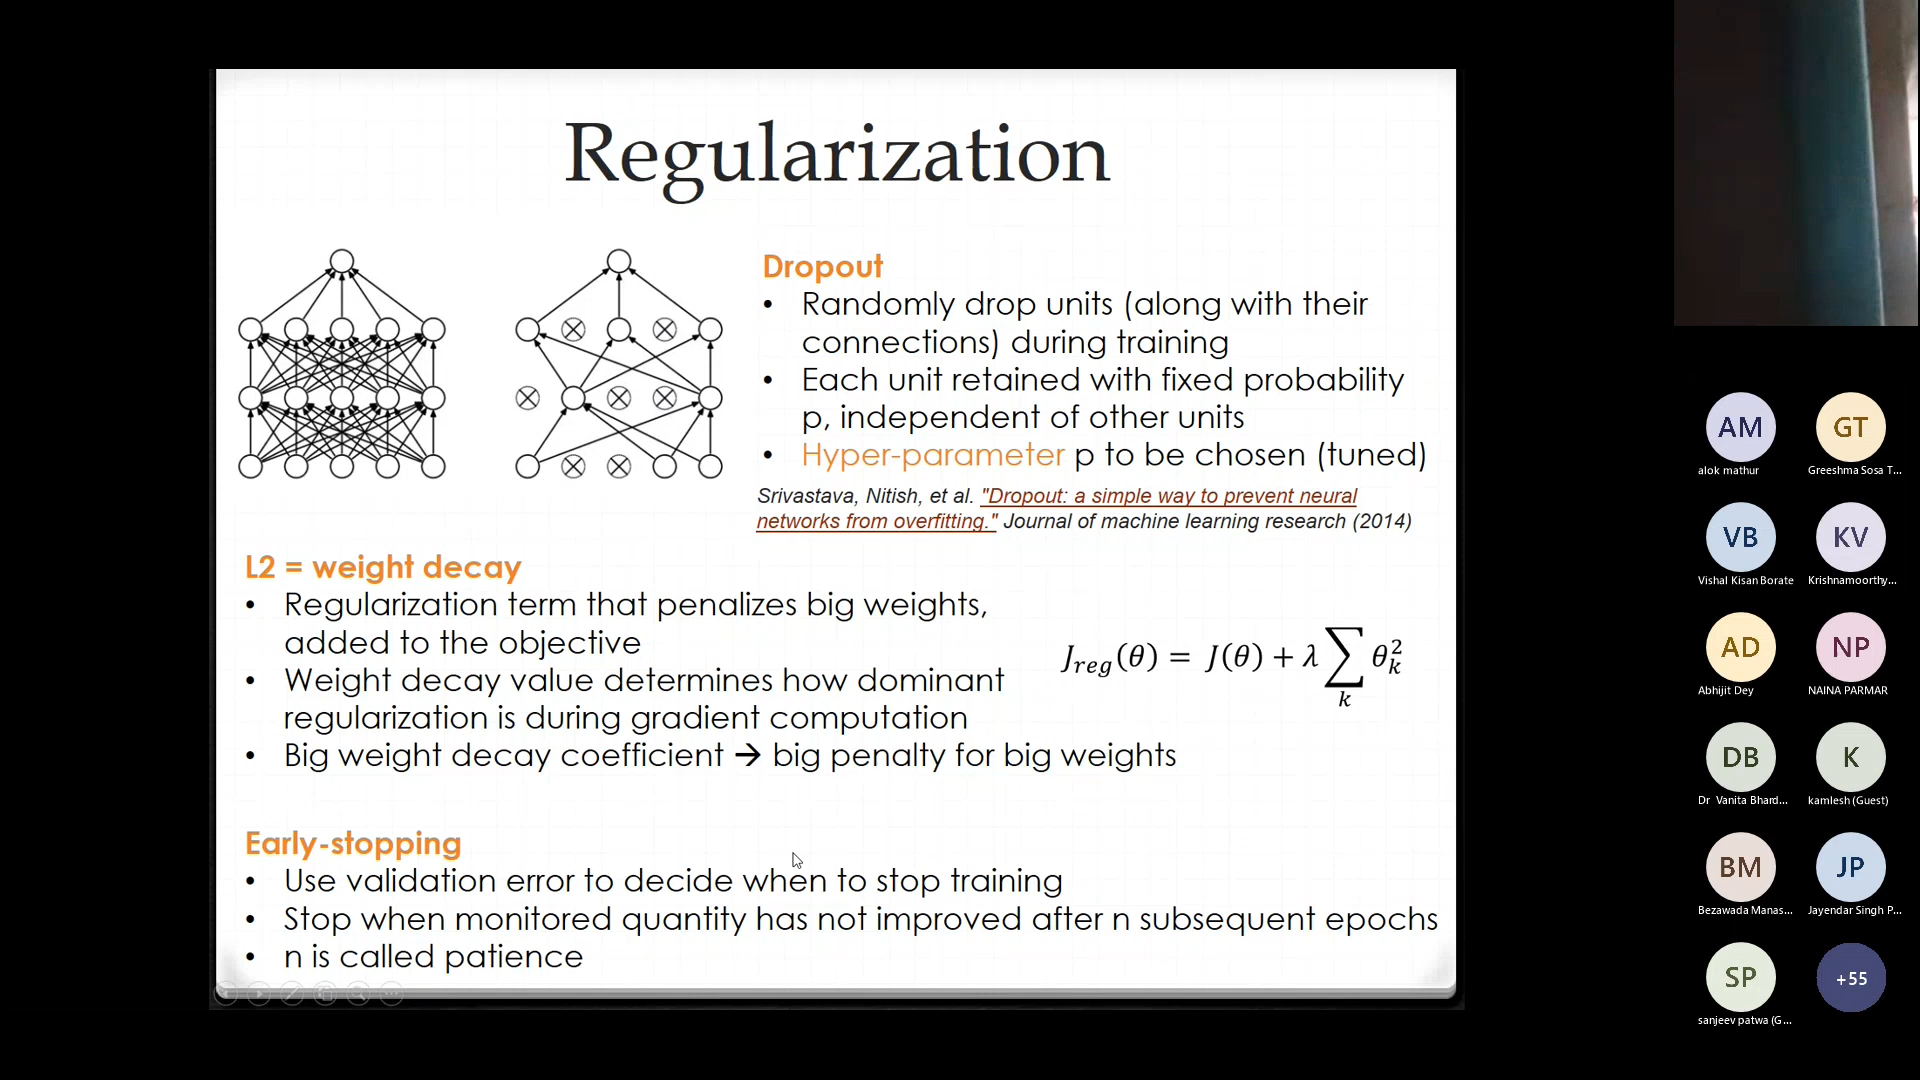 Regularization
Dropout
• Randomly drop units (along with their
connections) during training
• Each unit retained with fixed probability
p, independent of other units
• Hyper-parameter p to be chosen (tuned)
Srivastava, Nitish, et al. "Dropout: a simple way to prevent neural
networks from overfitting." Journal of machine learning research (2014)
L2 = weight decay
• Regularization term that penalizes big weights,
added to the objective
• Weight decay value determines how dominant
regularization is during gradient computation
• Big weight decay coefficient → big penalty for big weights
J_reg(θ) = J(θ) + λ ∑_k θ_k^2
Early-stopping
• Use validation error to decide when to stop training
• Stop when monitored quantity has not improved after n subsequent epochs
• n is called patience
AM
alok mathur
GT
Greeshma Sosa T...
VB
Vishal Kisan Borate
KV
Krishnamoorthy...
AD
Abhijit Dey
NP
NAINA PARMAR
DB
Dr Vanita Bhard...
K
kamlesh (Guest)
BM
Bezawada Manas...
JP
Jayendar Singh P...
SP
sanjeev patwa (G...
+55